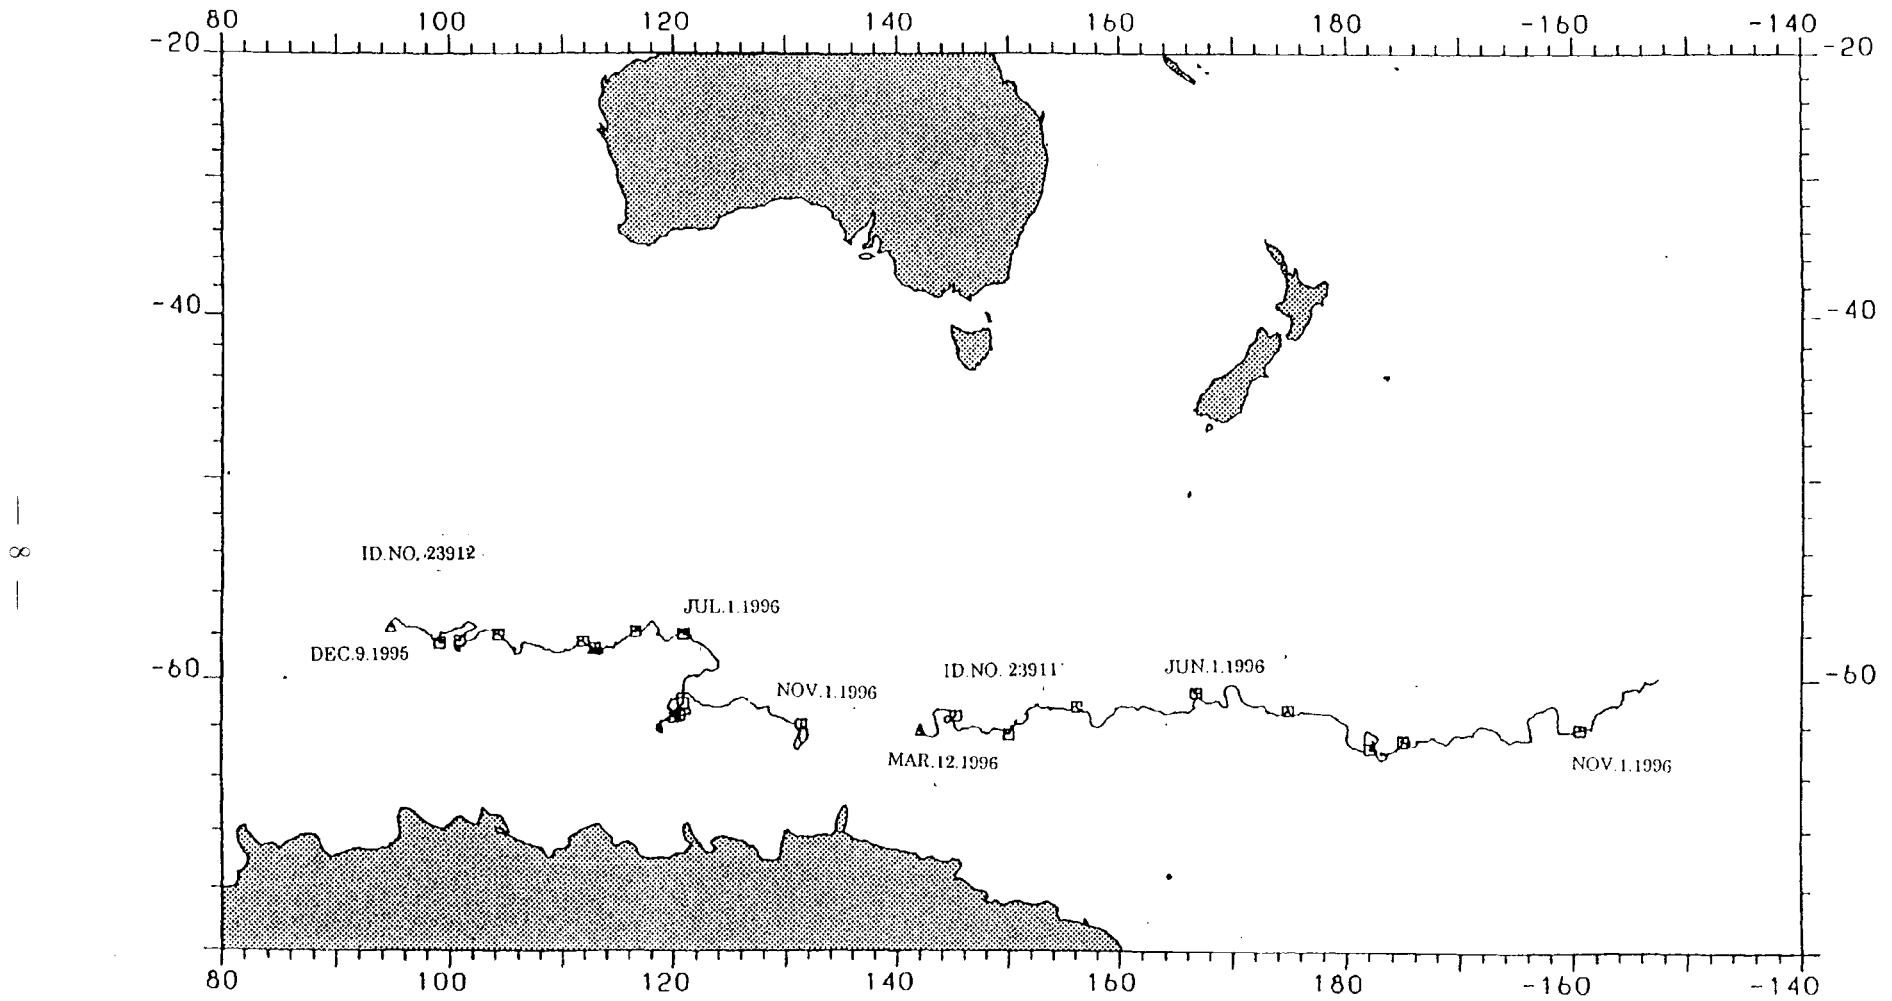 80 100 120 140 160 180 -160 -140
-20 -20
-40 -40
— 8 —
ID.NO. 23912
JUL.1.1996
DEC.9.1995
-60 -60
ID.NO. 23911
JUN.1.1996
NOV.1.1996
MAR.12.1996
NOV.1.1996
80 100 120 140 160 180 -160 -140